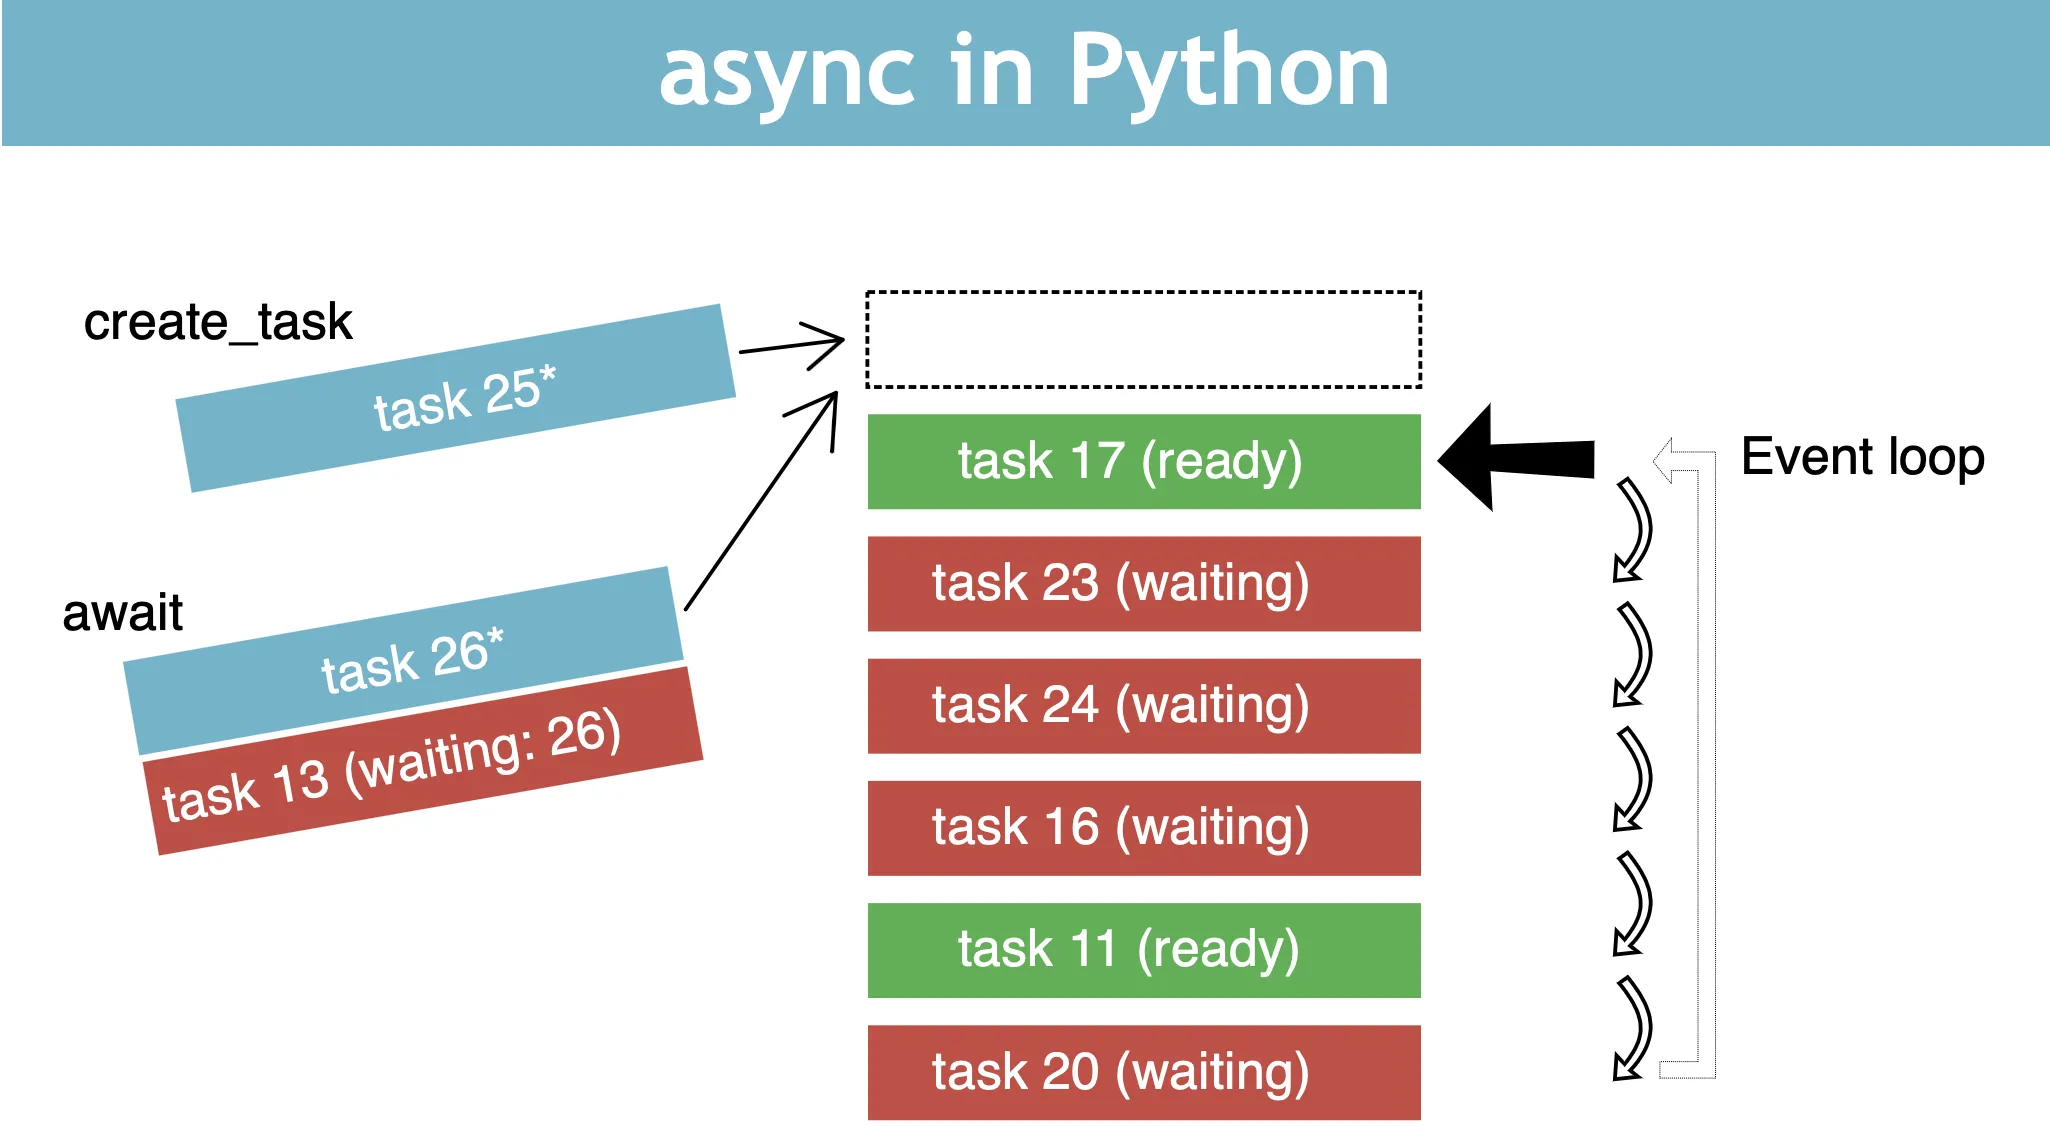 async in Python
create_task
task 25*
await
task 26*
task 13 (waiting: 26)
task 17 (ready)
task 23 (waiting)
task 24 (waiting)
task 16 (waiting)
task 11 (ready)
task 20 (waiting)
Event loop